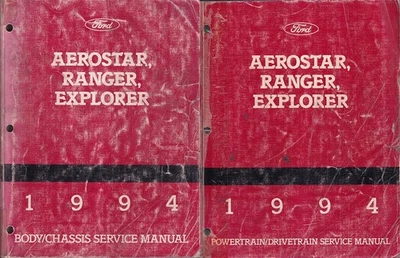 Ford
AEROSTAR,
RANGER,
EXPLORER
1 9 9 4
BODY/CHASSIS SERVICE MANUAL
Ford
AEROSTAR,
RANGER,
EXPLORER
1 9 9 4
POWERTRAIN/DRIVETRAIN SERVICE MANUAL